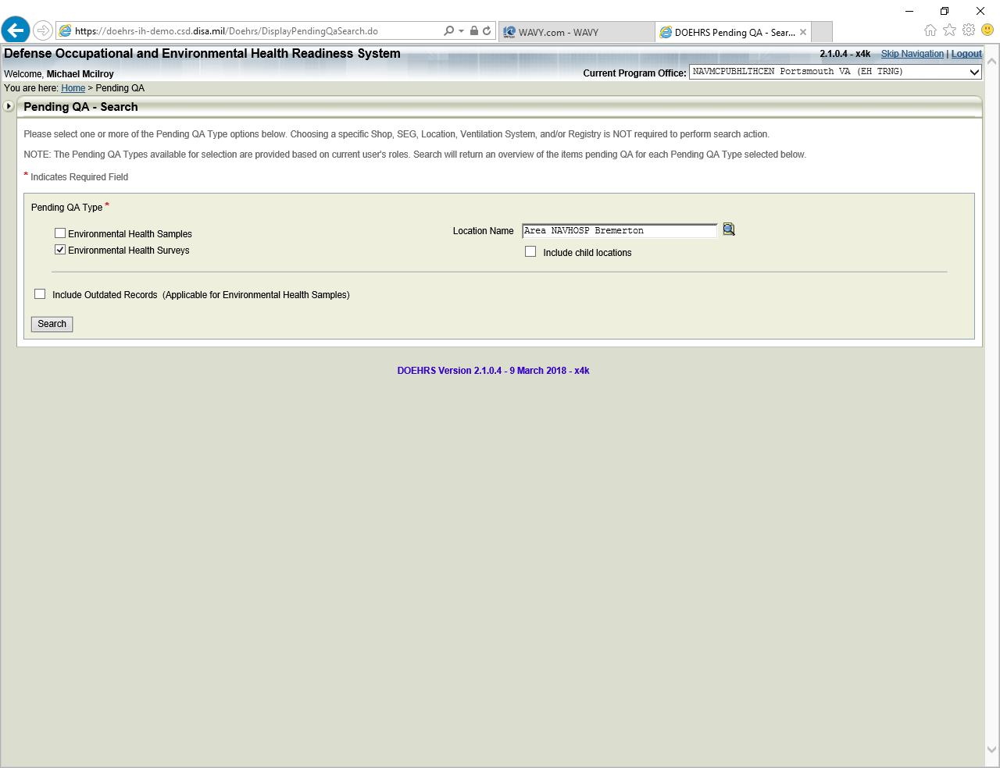 https://doehrs-ih-demo.csd.disa.mil/Doehrs/DisplayPendingQaSearch.do
WAVY.com - WAVY
DOEHRS Pending QA - Sear...
Defense Occupational and Environmental Health Readiness System
2.1.0.4 - x4k Skip Navigation | Logout
Welcome, Michael Mcilroy
Current Program Office: NAVMCPUBHLTHCEN Portsmouth VA (EH TRNG)
You are here: Home > Pending QA
Pending QA - Search
Please select one or more of the Pending QA Type options below. Choosing a specific Shop, SEG, Location, Ventilation System, and/or Registry is NOT required to perform search action.
NOTE: The Pending QA Types available for selection are provided based on current user's roles. Search will return an overview of the items pending QA for each Pending QA Type selected below.
* Indicates Required Field
Pending QA Type *
Environmental Health Samples
Location Name Area NAVHOSP Bremerton
Environmental Health Surveys
Include child locations
Include Outdated Records (Applicable for Environmental Health Samples)
Search
DOEHRS Version 2.1.0.4 - 9 March 2018 - x4k